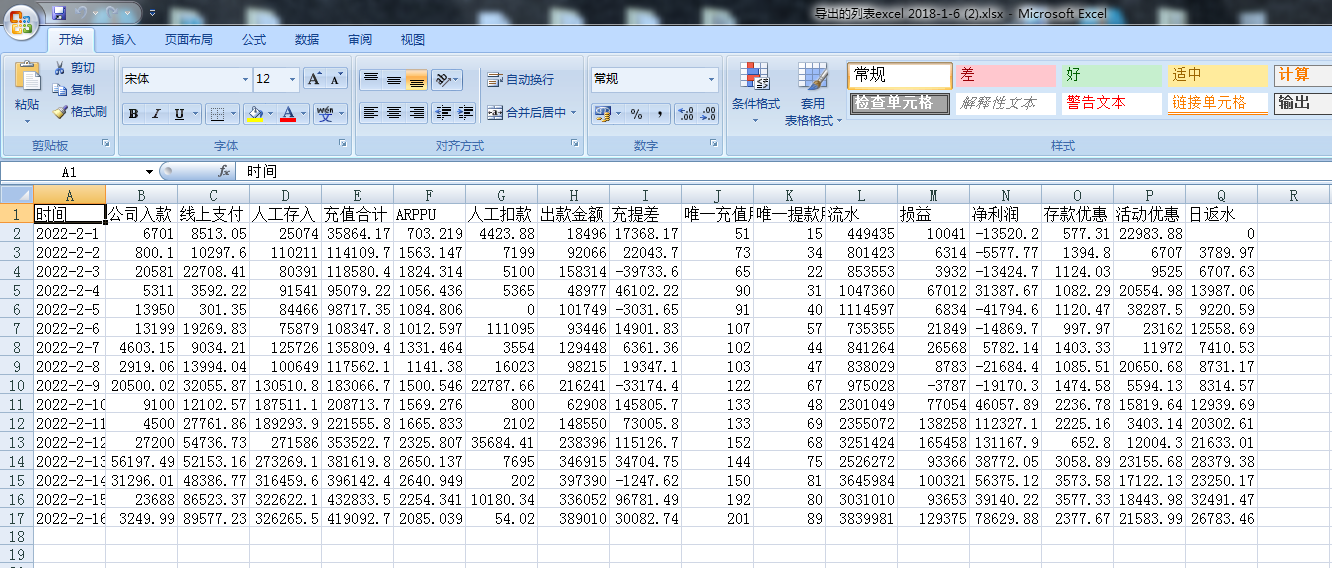 导出的列表excel 2018-1-6 (2).xlsx - Microsoft Excel
开始 插入 页面布局 公式 数据 审阅 视图
粘贴 剪切 复制 格式刷 剪贴板
宋体 12 A A B I U A wén 变 字体
自动换行 合并后居中 对齐方式
常规 % , .0 .00 .00 .0 数字
条件格式 套用 表格格式
常规 差 好 适中 计算
检查单元格 解释性文本 警告文本 链接单元格 输出
样式
A1 fx 时间
A B C D E F G H I J K L M N O P Q R
1 时间 公司入款 线上支付 人工存入 充值合计 ARPPU 人工扣款 出款金额 充提差 唯一充值 唯一提款 流水 损益 净利润 存款优惠 活动优惠 日返水
2 2022-2-1 6701 8513.05 25074 35864.17 703.219 4423.88 18496 17368.17 51 15 449435 10041 -13520.2 577.31 22983.88 0
3 2022-2-2 800.1 10297.6 110211 114109.7 1563.147 7199 92066 22043.7 73 34 801423 6314 -5577.77 1394.8 6707 3789.97
4 2022-2-3 20581 22708.41 80391 118580.4 1824.314 5100 158314 -39733.6 65 22 853553 3932 -13424.7 1124.03 9525 6707.63
5 2022-2-4 5311 3592.22 91541 95079.22 1056.436 5365 48977 46102.22 90 31 1047360 67012 31387.67 1082.29 20554.98 13987.06
6 2022-2-5 13950 301.35 84466 98717.35 1084.806 0 101749 -3031.65 91 40 1114597 6834 -41794.6 1120.47 38287.5 9220.59
7 2022-2-6 13199 19269.83 75879 108347.8 1012.597 111095 93446 14901.83 107 57 735355 21849 -14869.7 997.97 23162 12558.69
8 2022-2-7 4603.15 9034.21 125726 135809.4 1331.464 3554 129448 6361.36 102 44 841264 26568 5782.14 1403.33 11972 7410.53
9 2022-2-8 2919.06 13994.04 100649 117562.1 1141.38 16023 98215 19347.1 103 47 838029 8783 -21684.4 1085.51 20650.68 8731.17
10 2022-2-9 20500.02 32055.87 130510.8 183066.7 1500.546 22787.66 216241 -33174.4 122 67 975028 -3787 -19170.3 1474.58 5594.13 8314.57
11 2022-2-10 9100 12102.57 187511.1 208713.7 1569.276 800 62908 145805.7 133 48 2301049 77054 46057.89 2236.78 15819.64 12939.69
12 2022-2-11 4500 27761.86 189293.9 221555.8 1665.833 2102 148550 73005.8 133 69 2355072 138258 112327.1 2225.16 3403.14 20302.61
13 2022-2-12 27200 54736.73 271586 353522.7 2325.807 35684.41 238396 115126.7 152 68 3251424 165458 131167.9 652.8 12004.3 21633.01
14 2022-2-13 56197.49 52153.16 273269.1 381619.8 2650.137 7695 346915 34704.75 144 75 2526272 93366 38772.05 3058.89 23155.68 28379.38
15 2022-2-14 31296.01 48386.77 316459.6 396142.4 2640.949 202 397390 -1247.62 150 81 3645984 100321 56375.12 3573.58 17122.13 23250.17
16 2022-2-15 23688 86523.37 322622.1 432833.5 2254.341 10180.34 336052 96781.49 192 80 3031010 93653 39140.22 3577.33 18443.98 32491.47
17 2022-2-16 3249.99 89577.23 326265.5 419092.7 2085.039 54.02 389010 30082.74 201 89 3839981 129375 78629.88 2377.67 21583.99 26783.46
18
19